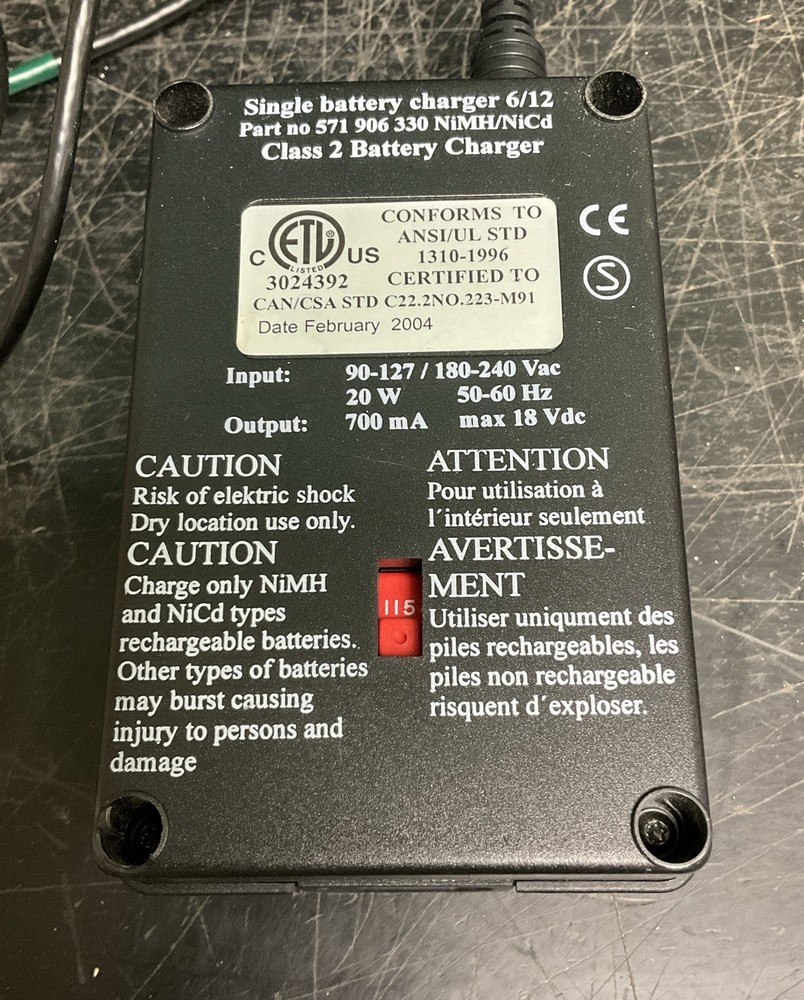 Single battery charger 6/12
Part no 571 906 330 NiMH/NiCd
Class 2 Battery Charger
C ETL ® US
LISTED
3024392
CONFORMS TO
ANSI/UL STD
1310-1996
CERTIFIED TO
CAN/CSA STD C22.2NO.223-M91
Date February 2004
CE
S
Input: 90-127 / 180-240 Vac
20 W 50-60 Hz
Output: 700 mA max 18 Vdc
CAUTION
Risk of elektric shock
Dry location use only.
CAUTION
Charge only NiMH
and NiCd types
rechargeable batteries.
Other types of batteries
may burst causing
injury to persons and
damage
115
ATTENTION
Pour utilisation à
l´intérieur seulement
AVERTISSE-
MENT
Utiliser uniqument des
piles rechargeables, les
piles non rechargeable
risquent d´exploser.